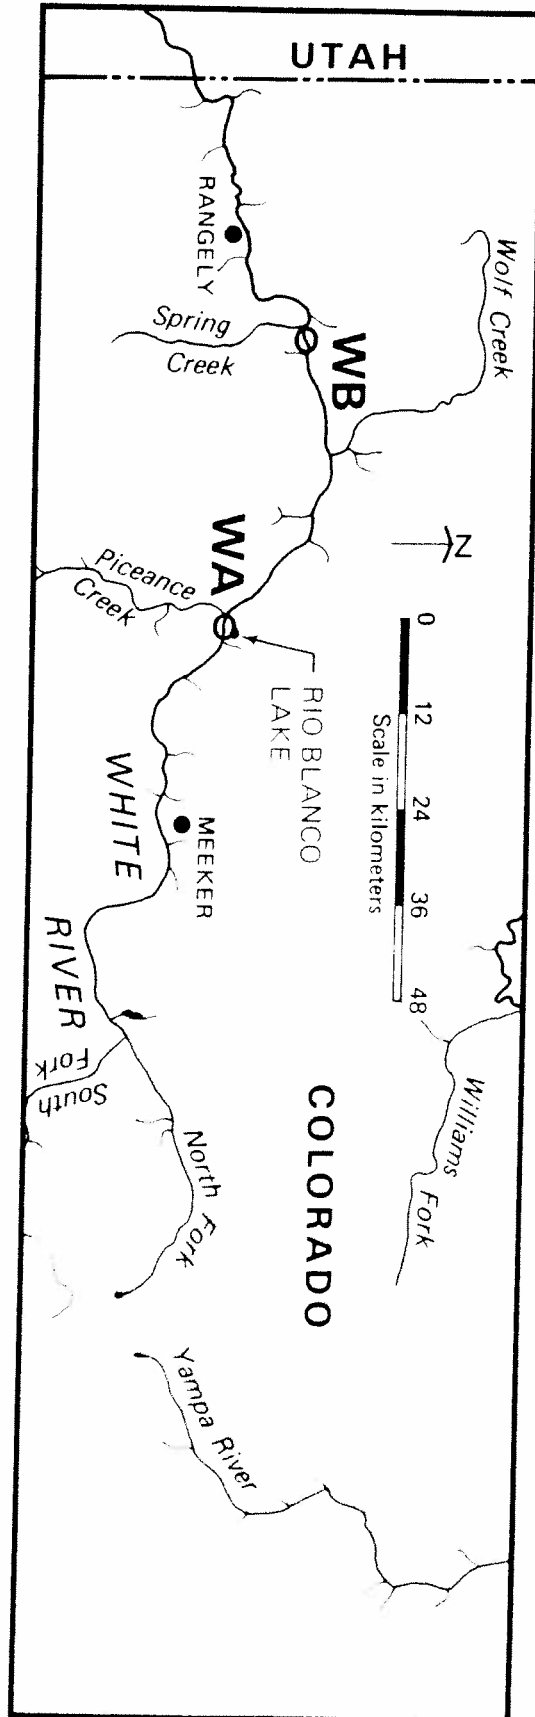 UTAH
Wolf
Creek
RANGELY
Spring
Creek
WB
N
WA
Piceance
Creek
0 12 24 36 48
Scale in kilometers
RIO BLANCO
LAKE
WHITE
RIVER
MEEKER
South
Fork
North
Fork
COLORADO
Williams
Fork
Yampa River